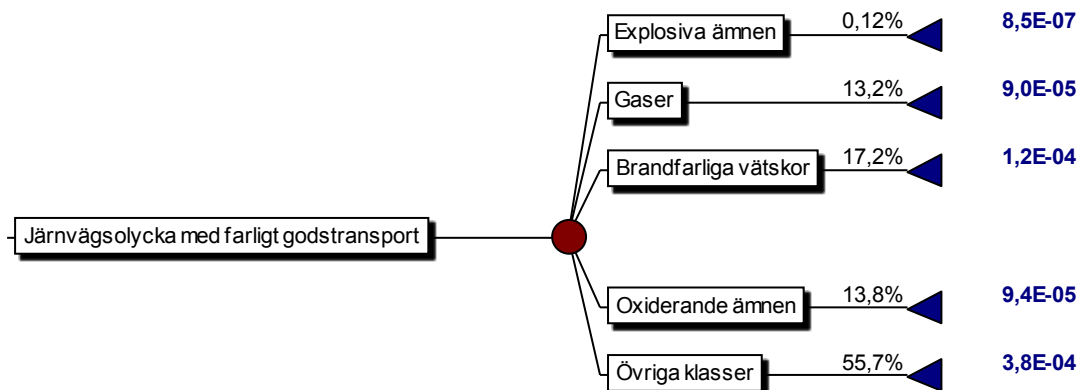 Explosiva ämnen 0,12% 8,5E-07
Gaser 13,2% 9,0E-05
Brandfarliga vätskor 17,2% 1,2E-04
Järnvägsolycka med farligt godstransport
Oxiderande ämnen 13,8% 9,4E-05
Övriga klasser 55,7% 3,8E-04